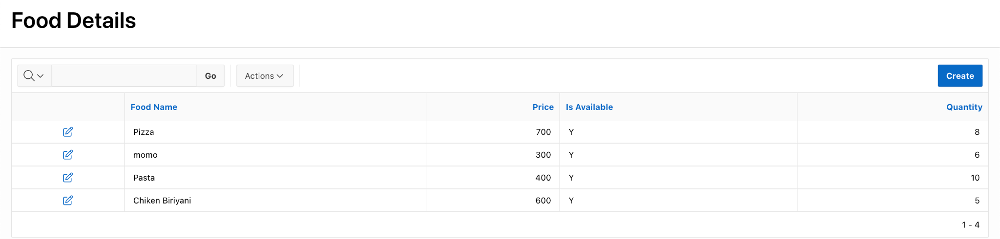 Food Details
Go Actions Create
Food Name Price Is Available Quantity
Pizza 700 Y 8
momo 300 Y 6
Pasta 400 Y 10
Chiken Biriyani 600 Y 5
1 - 4